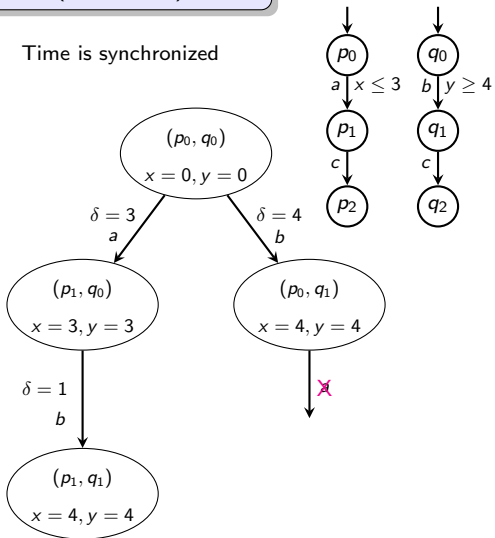 Time is synchronized
p0 q0
a x ≤ 3 b y ≥ 4
p1 q1
c c
p2 q2
(p0, q0)
x = 0, y = 0
δ = 3 δ = 4
a b
(p1, q0) (p0, q1)
x = 3, y = 3 x = 4, y = 4
δ = 1
b
(p1, q1)
x = 4, y = 4